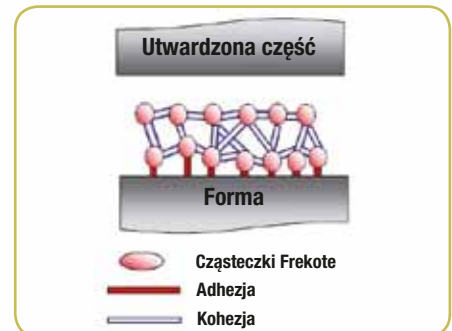 Utwardzona część
Forma
Cząsteczki Frekote
Adhezja
Kohezja